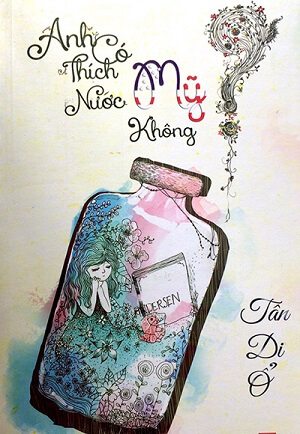 Anh Có
Thích
Nước Mỹ
Không ?
ANDERSEN
Tân
Di
Ổ